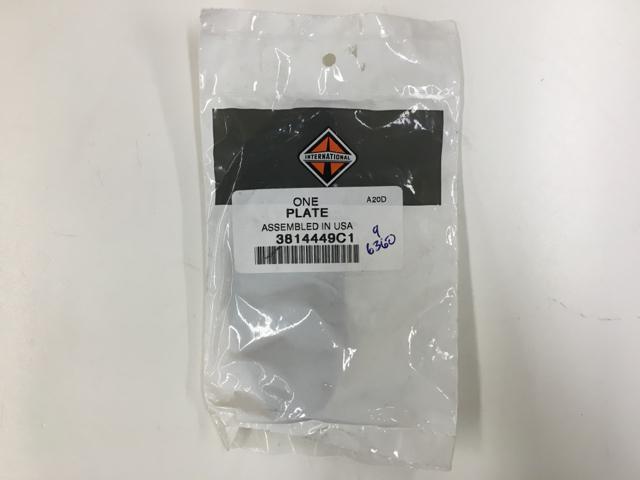 INTERNATIONAL
ONE A20D
PLATE
ASSEMBLED IN USA
3814449C1
9
6360